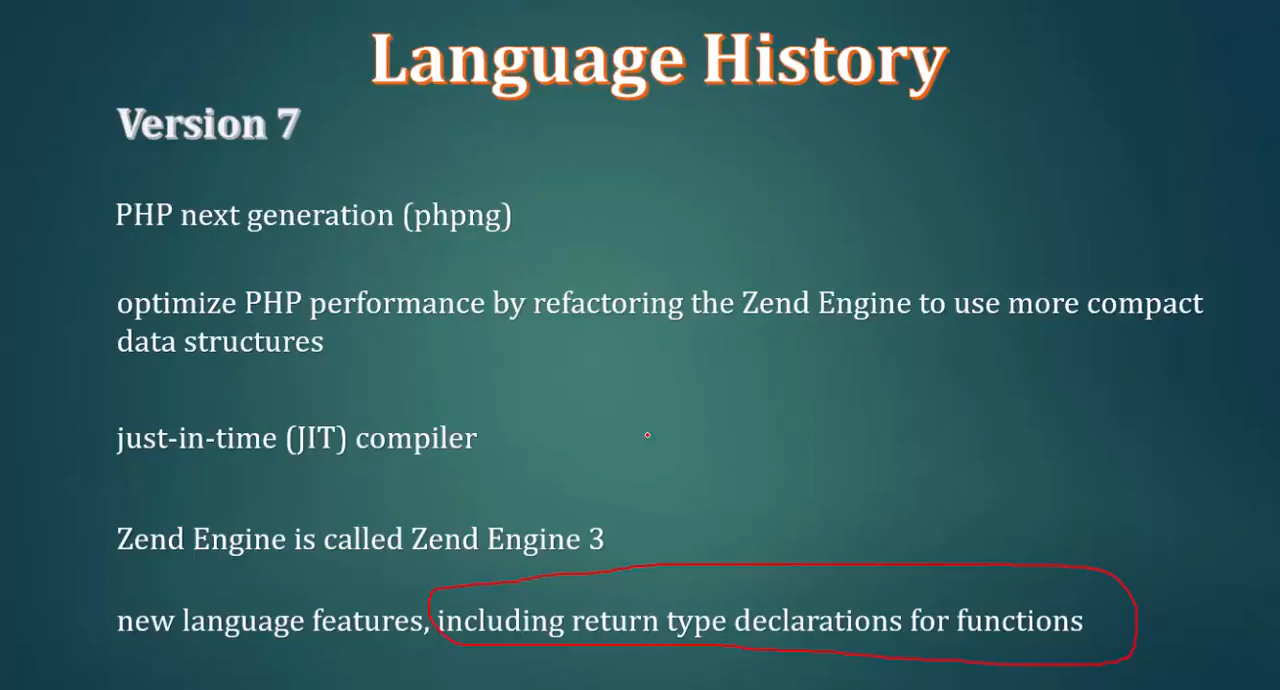 Language History
Version 7
PHP next generation (phpng)
optimize PHP performance by refactoring the Zend Engine to use more compact
data structures
just-in-time (JIT) compiler
Zend Engine is called Zend Engine 3
new language features, including return type declarations for functions